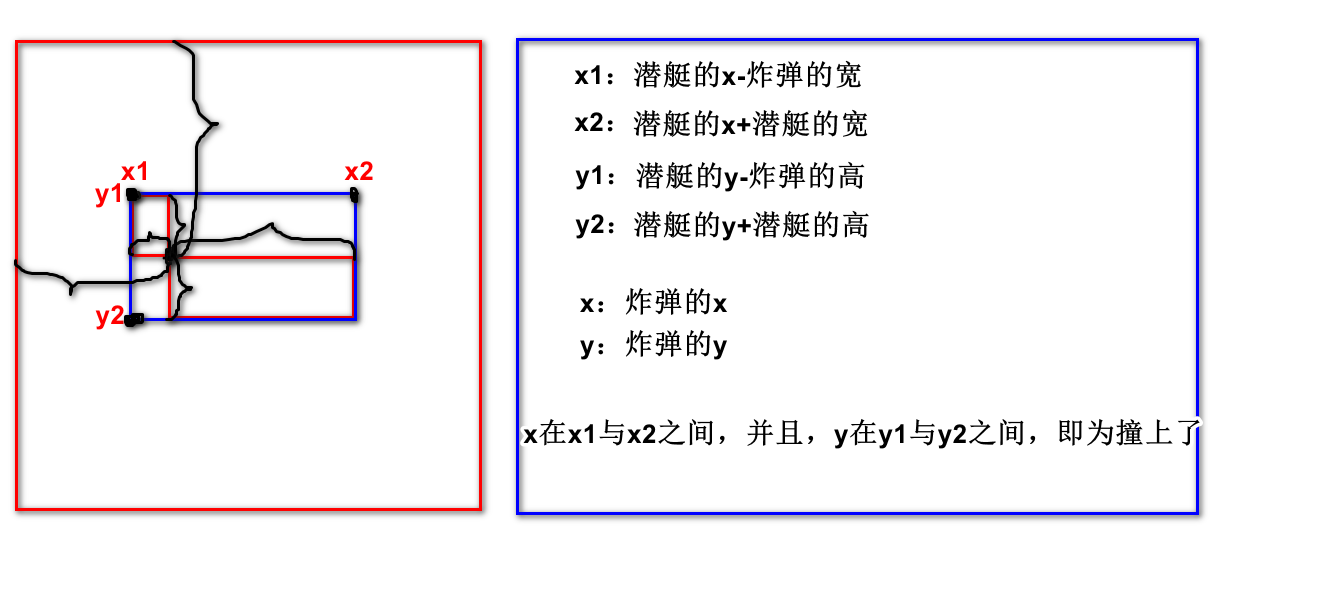 x1
x2
y1
y2
x1：潜艇的x-炸弹的宽
x2：潜艇的x+潜艇的宽
y1：潜艇的y-炸弹的高
y2：潜艇的y+潜艇的高
x：炸弹的x
y：炸弹的y
x在x1与x2之间，并且，y在y1与y2之间，即为撞上了